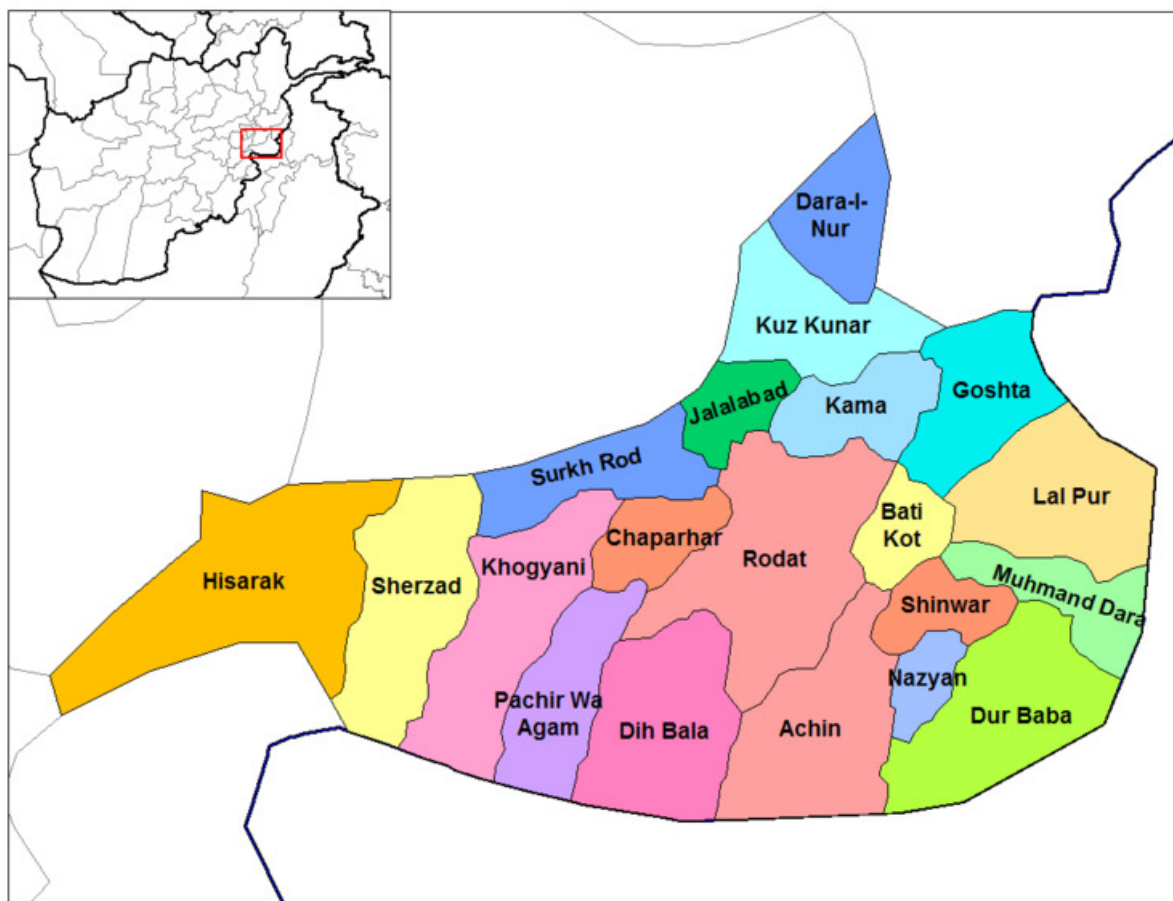 Dara-I-
Nur
Kuz Kunar
Goshta
Jalalabad
Kama
Surkh Rod
Lal Pur
Bati
Kot
Chaparhar
Rodat
Khogyani
Hisarak
Sherzad
Muhmand Dara
Shinwar
Nazyan
Pachir Wa
Agam
Dih Bala
Achin
Dur Baba